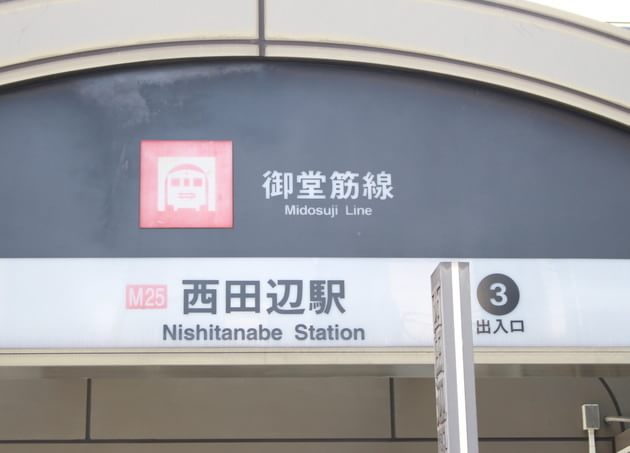 御堂筋線
Midosuji Line
M25 西田辺駅
Nishitanabe Station
3
出入口